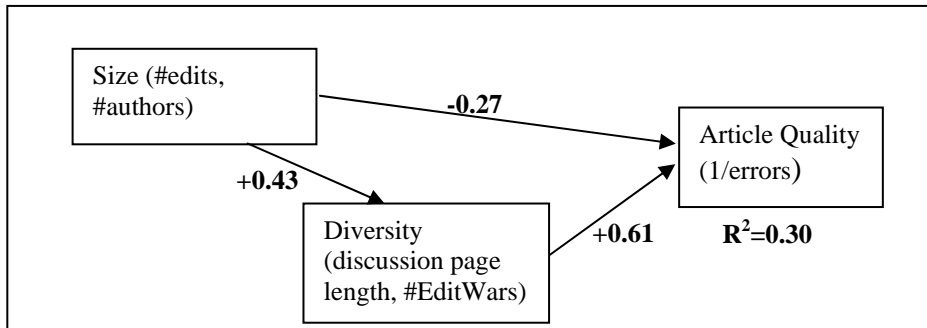 Size (#edits,
#authors)
-0.27
Article Quality
(1/errors)
+0.43
Diversity
(discussion page
length, #EditWars)
+0.61
R²=0.30